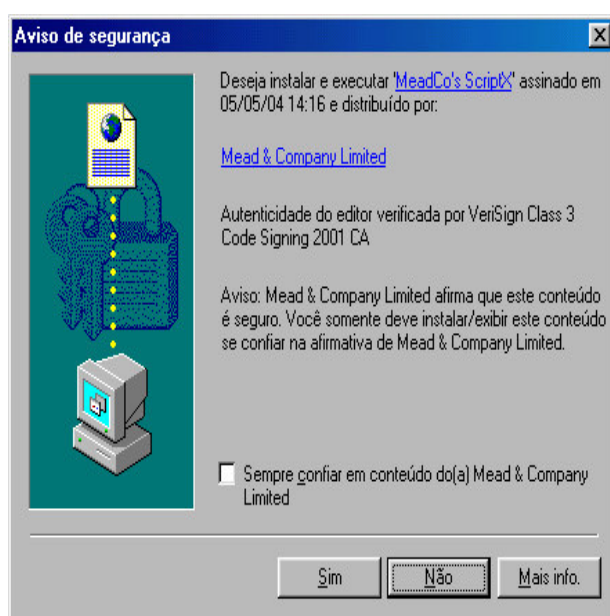 Aviso de segurança
Deseja instalar e executar 'MeadCo's ScriptX' assinado em
05/05/04 14:16 e distribuído por:
Mead & Company Limited
Autenticidade do editor verificada por VeriSign Class 3
Code Signing 2001 CA
Aviso: Mead & Company Limited afirma que este conteúdo
é seguro. Você somente deve instalar/exibir este conteúdo
se confiar na afirmativa de Mead & Company Limited.
Sempre confiar em conteúdo do(a) Mead & Company
Limited
Sim Não Mais info.